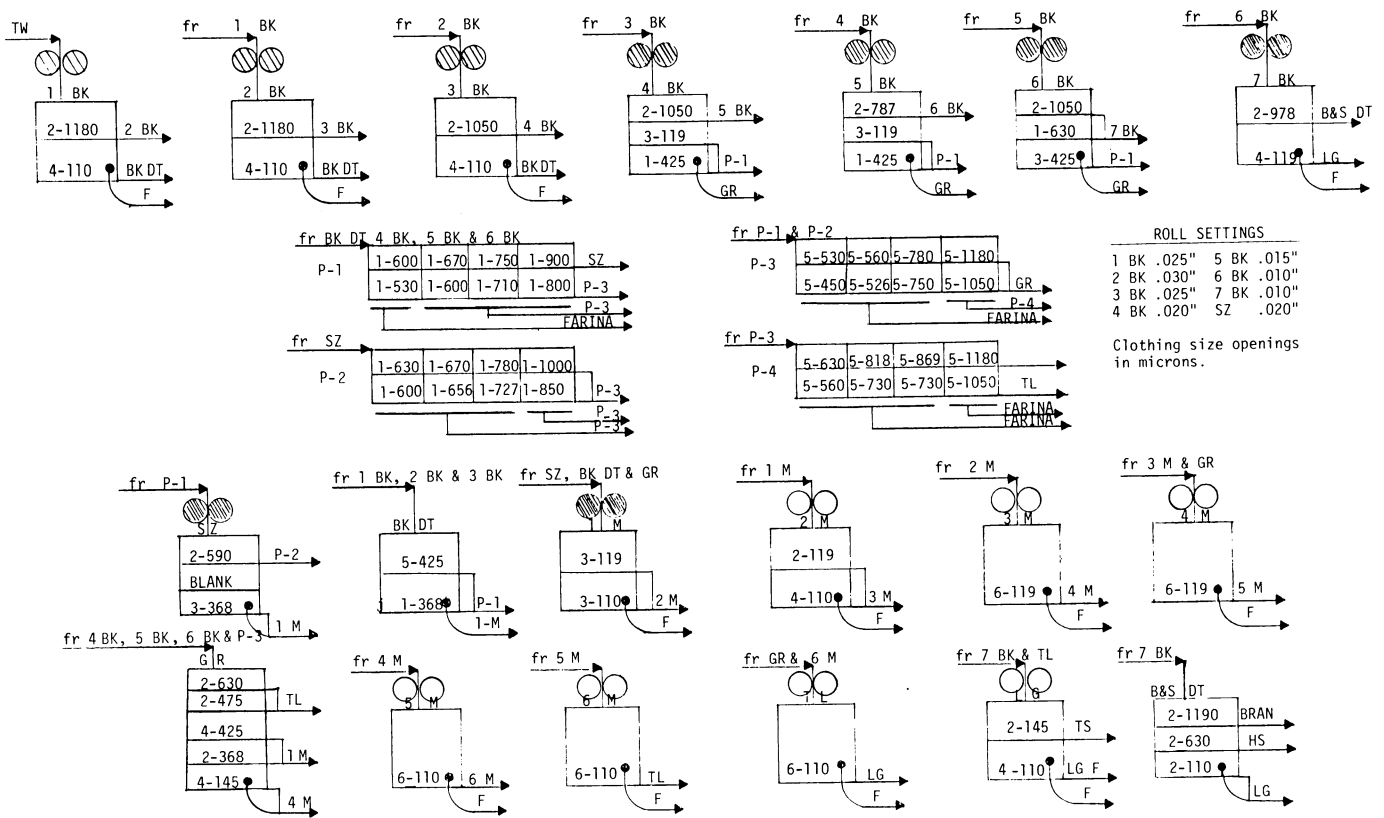 TW
fr 1 BK
fr 2 BK
fr 3 BK
fr 4 BK
fr 5 BK
fr 6 BK
1 BK
2-1180
2 BK
4-110
BK DT
F
2 BK
2-1180
3 BK
4-110
BK DT
F
3 BK
2-1050
4 BK
4-110
BK DT
F
4 BK
2-1050
5 BK
3-119
1-425
P-1
GR
5 BK
2-787
6 BK
3-119
1-425
P-1
GR
6 BK
2-1050
1-630
7 BK
3-425
P-1
GR
7 BK
2-978
B&S DT
4-119
LG
F
fr BK DT 4 BK, 5 BK & 6 BK
P-1
1-600 1-670 1-750 1-900 SZ
1-530 1-600 1-710 1-800 P-3
P-3
FARINA
fr SZ
P-2
1-630 1-670 1-780 1-1000
1-600 1-656 1-727 1-850 P-3
P-3
P-3
fr P-1 & P-2
P-3
5-530 5-560 5-780 5-1180
5-450 5-526 5-750 5-1050 GR
P-4
FARINA
fr P-3
P-4
5-630 5-818 5-869 5-1180
5-560 5-730 5-730 5-1050 TL
FARINA
FARINA
ROLL SETTINGS
1 BK .025" 5 BK .015"
2 BK .030" 6 BK .010"
3 BK .025" 7 BK .010"
4 BK .020" SZ .020"
Clothing size openings
in microns.
fr P-1
SZ
2-590
P-2
BLANK
3-368
1 M
fr 1 BK, 2 BK & 3 BK
BK DT
5-425
1-368
P-1
1-M
fr SZ, BK DT & GR
1 M
3-119
3-110
2 M
F
fr 1 M
2 M
2-119
4-110
3 M
F
fr 2 M
3 M
6-119
4 M
F
fr 3 M & GR
4 M
6-119
5 M
F
fr 4 BK, 5 BK, 6 BK & P-3
GR
2-630
2-475
TL
4-425
2-368
1 M
4-145
4 M
fr 4 M
5 M
6-110
6 M
F
fr 5 M
6 M
6-110
TL
F
fr GR & 6 M
T L
6-110
LG
F
fr 7 BK & TL
L G
2-145
TS
4-110
LG F
F
fr 7 BK
B&S DT
2-1190
BRAN
2-630
HS
2-110
LG